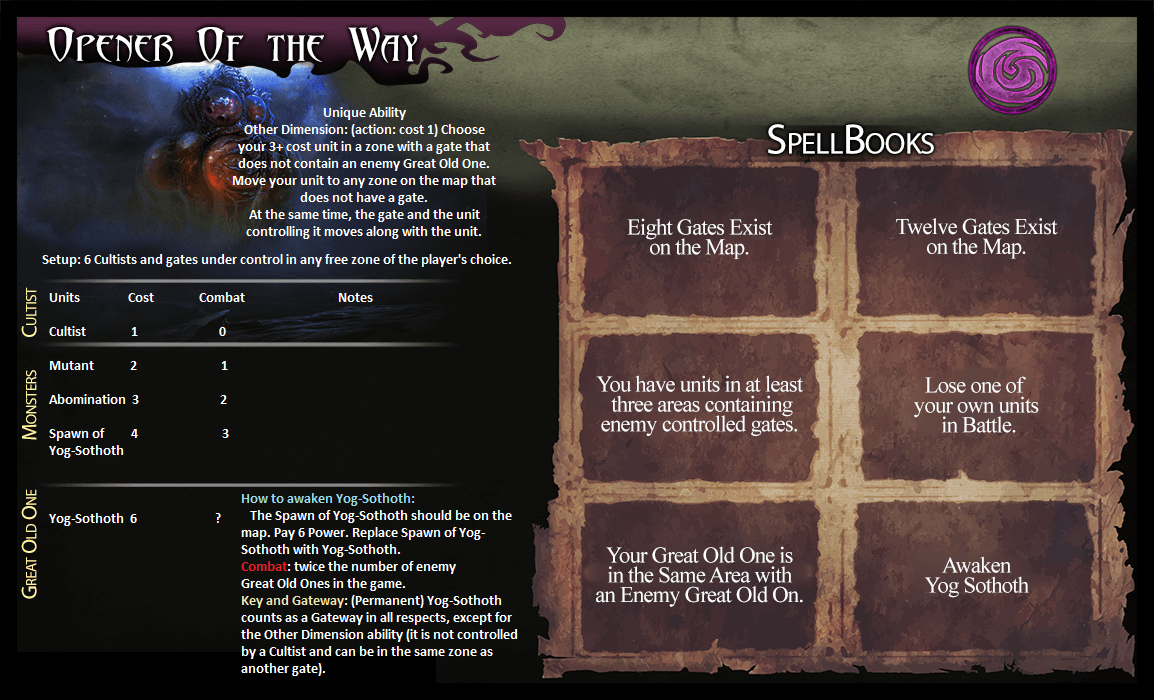 Opener Of the Way
Unique Ability
Other Dimension: (action: cost 1) Choose
your 3+ cost unit in a zone with a gate that
does not contain an enemy Great Old One.
Move your unit to any zone on the map that
does not have a gate.
At the same time, the gate and the unit
controlling it moves along with the unit.
Setup: 6 Cultists and gates under control in any free zone of the player's choice.
Cultist
Units Cost Combat Notes
Cultist 1 0
Monsters
Mutant 2 1
Abomination 3 2
Spawn of 4 3
Yog-Sothoth
Great Old One
Yog-Sothoth 6 ?
How to awaken Yog-Sothoth:
The Spawn of Yog-Sothoth should be on the
map. Pay 6 Power. Replace Spawn of Yog-
Sothoth with Yog-Sothoth.
Combat: twice the number of enemy
Great Old Ones in the game.
Key and Gateway: (Permanent) Yog-Sothoth
counts as a Gateway in all respects, except for
the Other Dimension ability (it is not controlled
by a Cultist and can be in the same zone as
another gate).
SpellBooks
Eight Gates Exist
on the Map.
Twelve Gates Exist
on the Map.
You have units in at least
three areas containing
enemy controlled gates.
Lose one of
your own units
in Battle.
Your Great Old One is
in the Same Area with
an Enemy Great Old On.
Awaken
Yog Sothoth